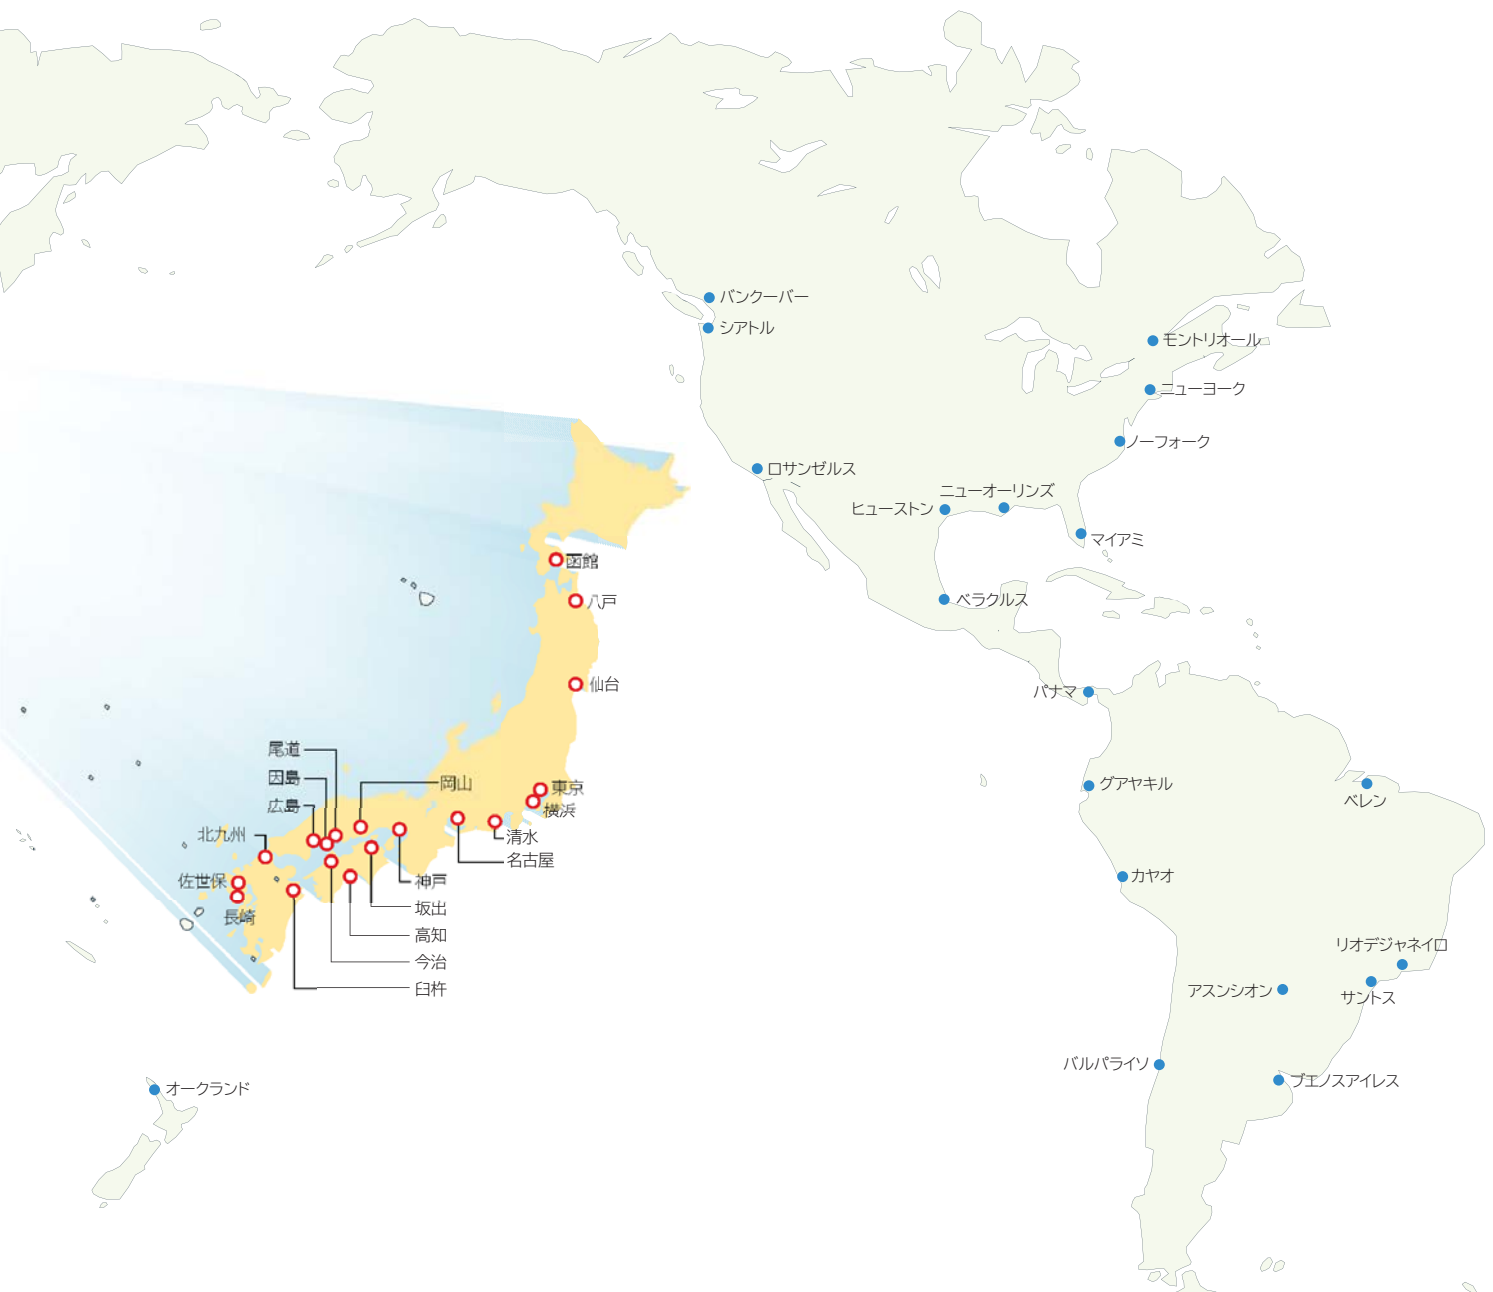 バンクーバー
シアトル
モントリオール
ニューヨーク
ノーフォーク
ロサンゼルス
ニューオーリンズ
ヒューストン
マイアミ
函館
八戸
ベラクルス
仙台
パナマ
尾道
因島
岡山
東京
広島
横浜
グアヤキル
ベレン
北九州
清水
名古屋
佐世保
神戸
カヤオ
長崎
坂出
高知
リオデジャネイロ
今治
臼杵
アスンシオン
サントス
バルパライソ
ブエノスアイレス
オークランド